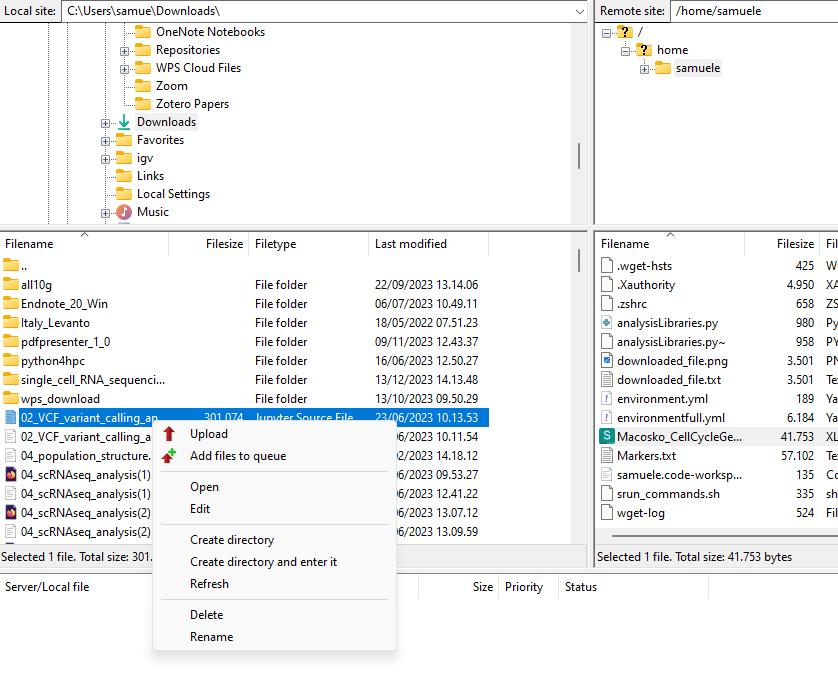 Local site: C:\Users\samue\Downloads\
OneNote Notebooks
Repositories
WPS Cloud Files
Zoom
Zotero Papers
Downloads
Favorites
igv
Links
Local Settings
Music
Remote site: /home/samuele
/
home
samuele
Filename Filesize Filetype Last modified
..
all10g File folder 22/09/2023 13.14.06
Endnote_20_Win File folder 06/07/2023 10.49.11
Italy_Levanto File folder 18/05/2022 07.51.23
pdfpresenter_1_0 File folder 09/11/2023 12.43.37
python4hpc File folder 16/06/2023 12.50.27
single_cell_RNA_sequenci... File folder 13/12/2023 14.13.48
wps_download File folder 13/10/2023 09.50.29
02_VCF_variant_calling_an 301.074 Jupyter Source File 23/06/2023 10.13.53
02_VCF_variant_calling_a 06/2023 10.11.54
04_population_structure. 02/2023 14.18.12
04_scRNAseq_analysis(1) 06/2023 09.53.27
04_scRNAseq_analysis(1) 06/2023 12.41.22
04_scRNAseq_analysis(2) 06/2023 13.07.12
04_scRNAseq_analysis(2) 06/2023 13.09.59
Selected 1 file. Total size: 301.
Upload
Add files to queue
Open
Edit
Create directory
Create directory and enter it
Refresh
Delete
Rename
Filename Filesize Fil
.wget-hsts 425 W
.Xauthority 4.950 XA
.zshrc 658 ZS
analysisLibraries.py 980 Py
analysisLibraries.py~ 958 PY
downloaded_file.png 3.501 PN
downloaded_file.txt 3.501 Te
environment.yml 189 Ya
environmentfull.yml 6.184 Ya
Macosko_CellCycleGe... 41.753 XL
Markers.txt 57.102 Te
samuele.code-worksp... 135 Co
srun_commands.sh 335 sh
wget-log 524 Fil
Selected 1 file. Total size: 41.753 bytes
Server/Local file Size Priority Status